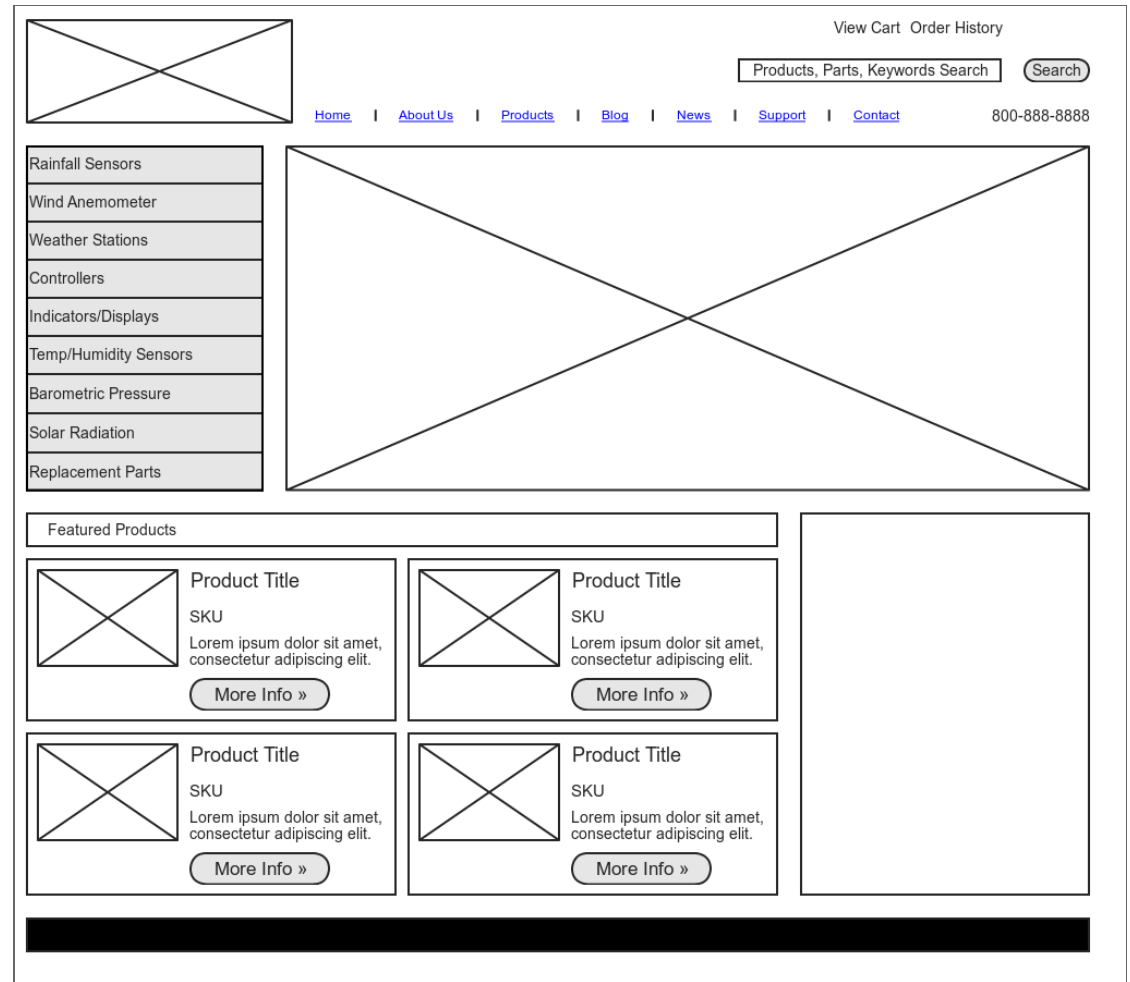 View Cart Order History
Products, Parts, Keywords Search
Search
Home | About Us | Products | Blog | News | Support | Contact
800-888-8888
Rainfall Sensors
Wind Anemometer
Weather Stations
Controllers
Indicators/Displays
Temp/Humidity Sensors
Barometric Pressure
Solar Radiation
Replacement Parts
Featured Products
Product Title
SKU
Lorem ipsum dolor sit amet,
consectetur adipiscing elit.
More Info »
Product Title
SKU
Lorem ipsum dolor sit amet,
consectetur adipiscing elit.
More Info »
Product Title
SKU
Lorem ipsum dolor sit amet,
consectetur adipiscing elit.
More Info »
Product Title
SKU
Lorem ipsum dolor sit amet,
consectetur adipiscing elit.
More Info »